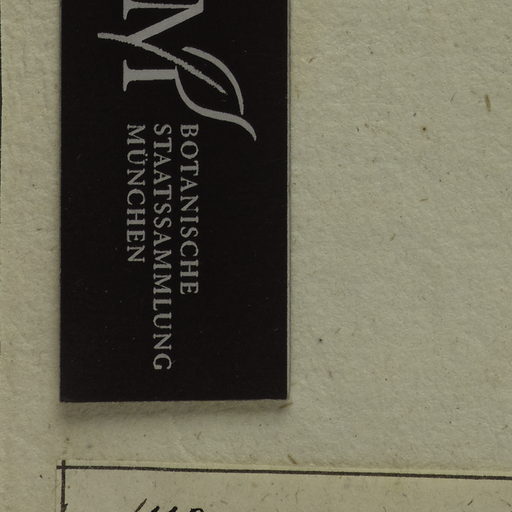 M
BOTANISCHE
STAATSSAMMLUNG
MÜNCHEN